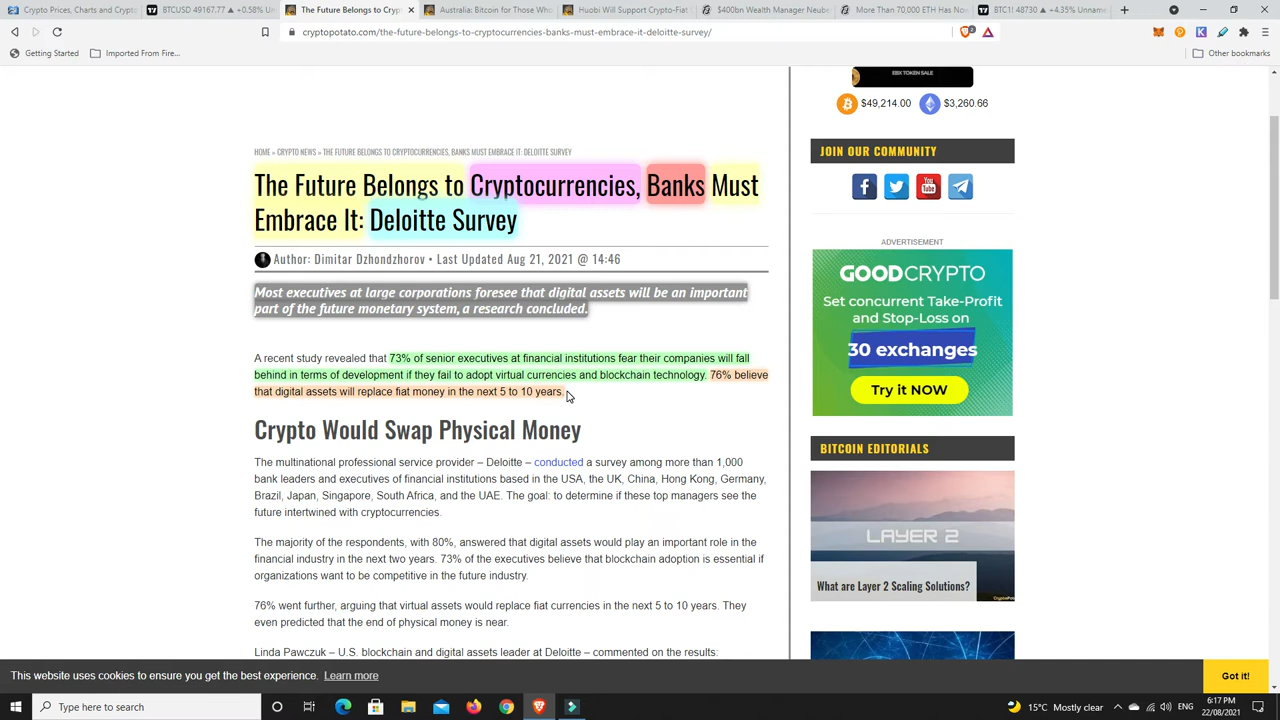 Crypto Prices, Charts and Cry
BTCUSD 49167.77 ▲ +0.58% Un
The Future Belongs to Cryp
Australia: Bitcoin for Those Who
Huobi Will Support Crypto-Fiat
$400bn Wealth Manager Neube
More Than 70,000 ETH Has Now
BTC1! 48730 ▲ +4.35% Unname
cryptopotato.com/the-future-belongs-to-cryptocurrencies-banks-must-embrace-it-deloitte-survey/
Getting Started
Imported From Fire...
Other bookmarks
EBX TOKEN SALE
$49,214.00
$3,260.66
HOME » CRYPTO NEWS » THE FUTURE BELONGS TO CRYPTOCURRENCIES, BANKS MUST EMBRACE IT: DELOITTE SURVEY
The Future Belongs to Cryptocurrencies, Banks Must
Embrace It: Deloitte Survey
Author: Dimitar Dzhondzhorov • Last Updated Aug 21, 2021 @ 14:46
Most executives at large corporations foresee that digital assets will be an important
part of the future monetary system, a research concluded.
A recent study revealed that 73% of senior executives at financial institutions fear their companies will fall
behind in terms of development if they fail to adopt virtual currencies and blockchain technology. 76% believe
that digital assets will replace fiat money in the next 5 to 10 years.
Crypto Would Swap Physical Money
The multinational professional service provider – Deloitte – conducted a survey among more than 1,000
bank leaders and executives of financial institutions based in the USA, the UK, China, Hong Kong, Germany,
Brazil, Japan, Singapore, South Africa, and the UAE. The goal: to determine if these top managers see the
future intertwined with cryptocurrencies.
The majority of the respondents, with 80%, answered that digital assets would play an important role in the
financial industry in the next two years. 73% of the executives believe that blockchain adoption is essential if
organizations want to be competitive in the future industry.
76% went further, arguing that virtual assets would replace fiat currencies in the next 5 to 10 years. They
even predicted that the end of physical money is near.
Linda Pawczuk – U.S. blockchain and digital assets leader at Deloitte – commented on the results:
JOIN OUR COMMUNITY
You
Tube
ADVERTISEMENT
GOODCRYPTO
Set concurrent Take-Profit
and Stop-Loss on
30 exchanges
Try it NOW
BITCOIN EDITORIALS
LAYER 2
What are Layer 2 Scaling Solutions?
This website uses cookies to ensure you get the best experience. Learn more
Got it!
Type here to search
15°C Mostly clear
ENG
6:17 PM
22/08/2021